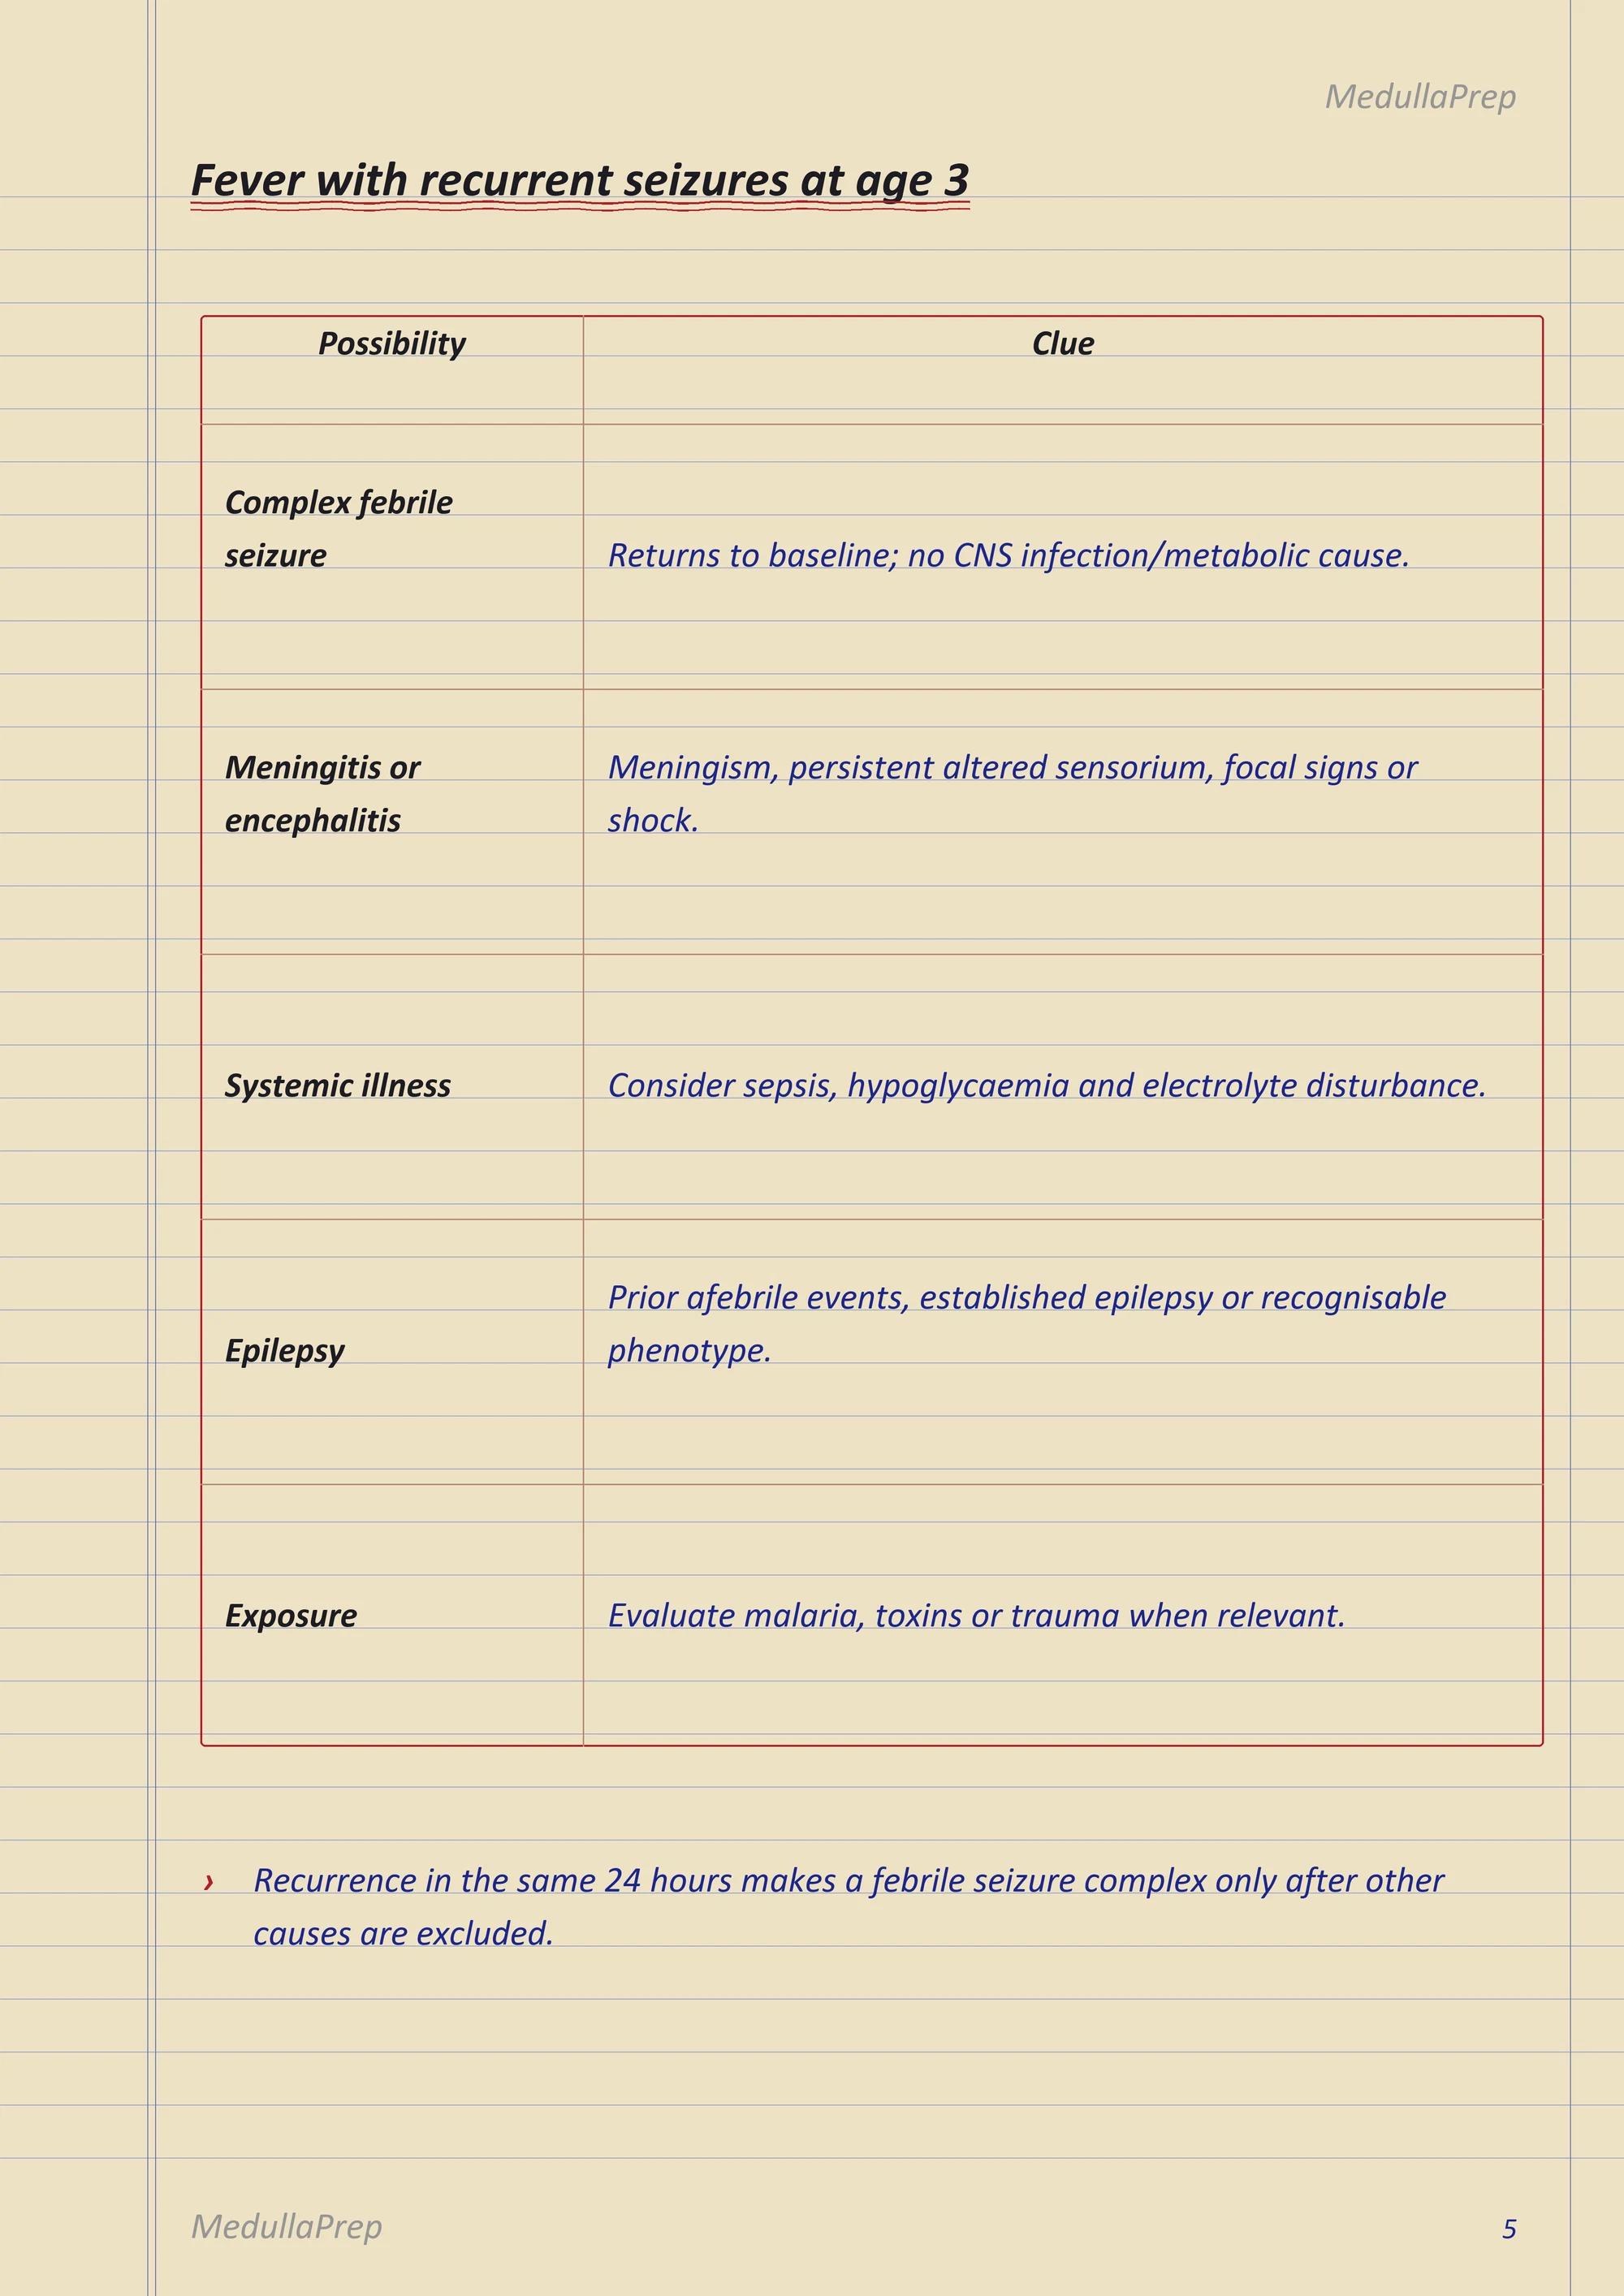 MedullaPrep
Fever with recurrent seizures at age 3
Possibility Clue
Complex febrile
seizure Returns to baseline; no CNS infection/metabolic cause.
Meningitis or Meningism, persistent altered sensorium, focal signs or
encephalitis shock.
Systemic illness Consider sepsis, hypoglycaemia and electrolyte disturbance.
Prior afebrile events, established epilepsy or recognisable
Epilepsy phenotype.
Exposure Evaluate malaria, toxins or trauma when relevant.
› Recurrence in the same 24 hours makes a febrile seizure complex only after other
causes are excluded.
MedullaPrep 5